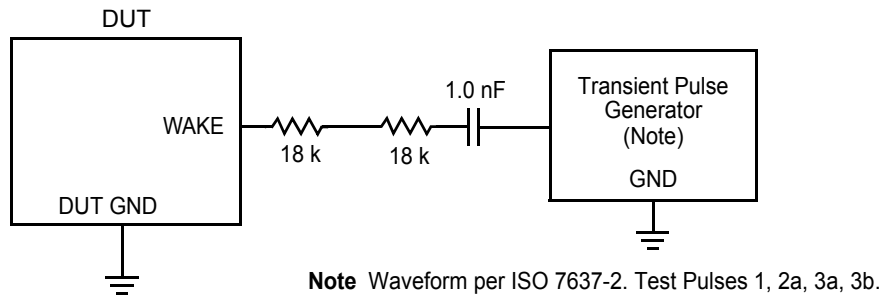 DUT
WAKE
DUT GND
18 k
18 k
1.0 nF
Transient Pulse
Generator
(Note)
GND
Note Waveform per ISO 7637-2. Test Pulses 1, 2a, 3a, 3b.